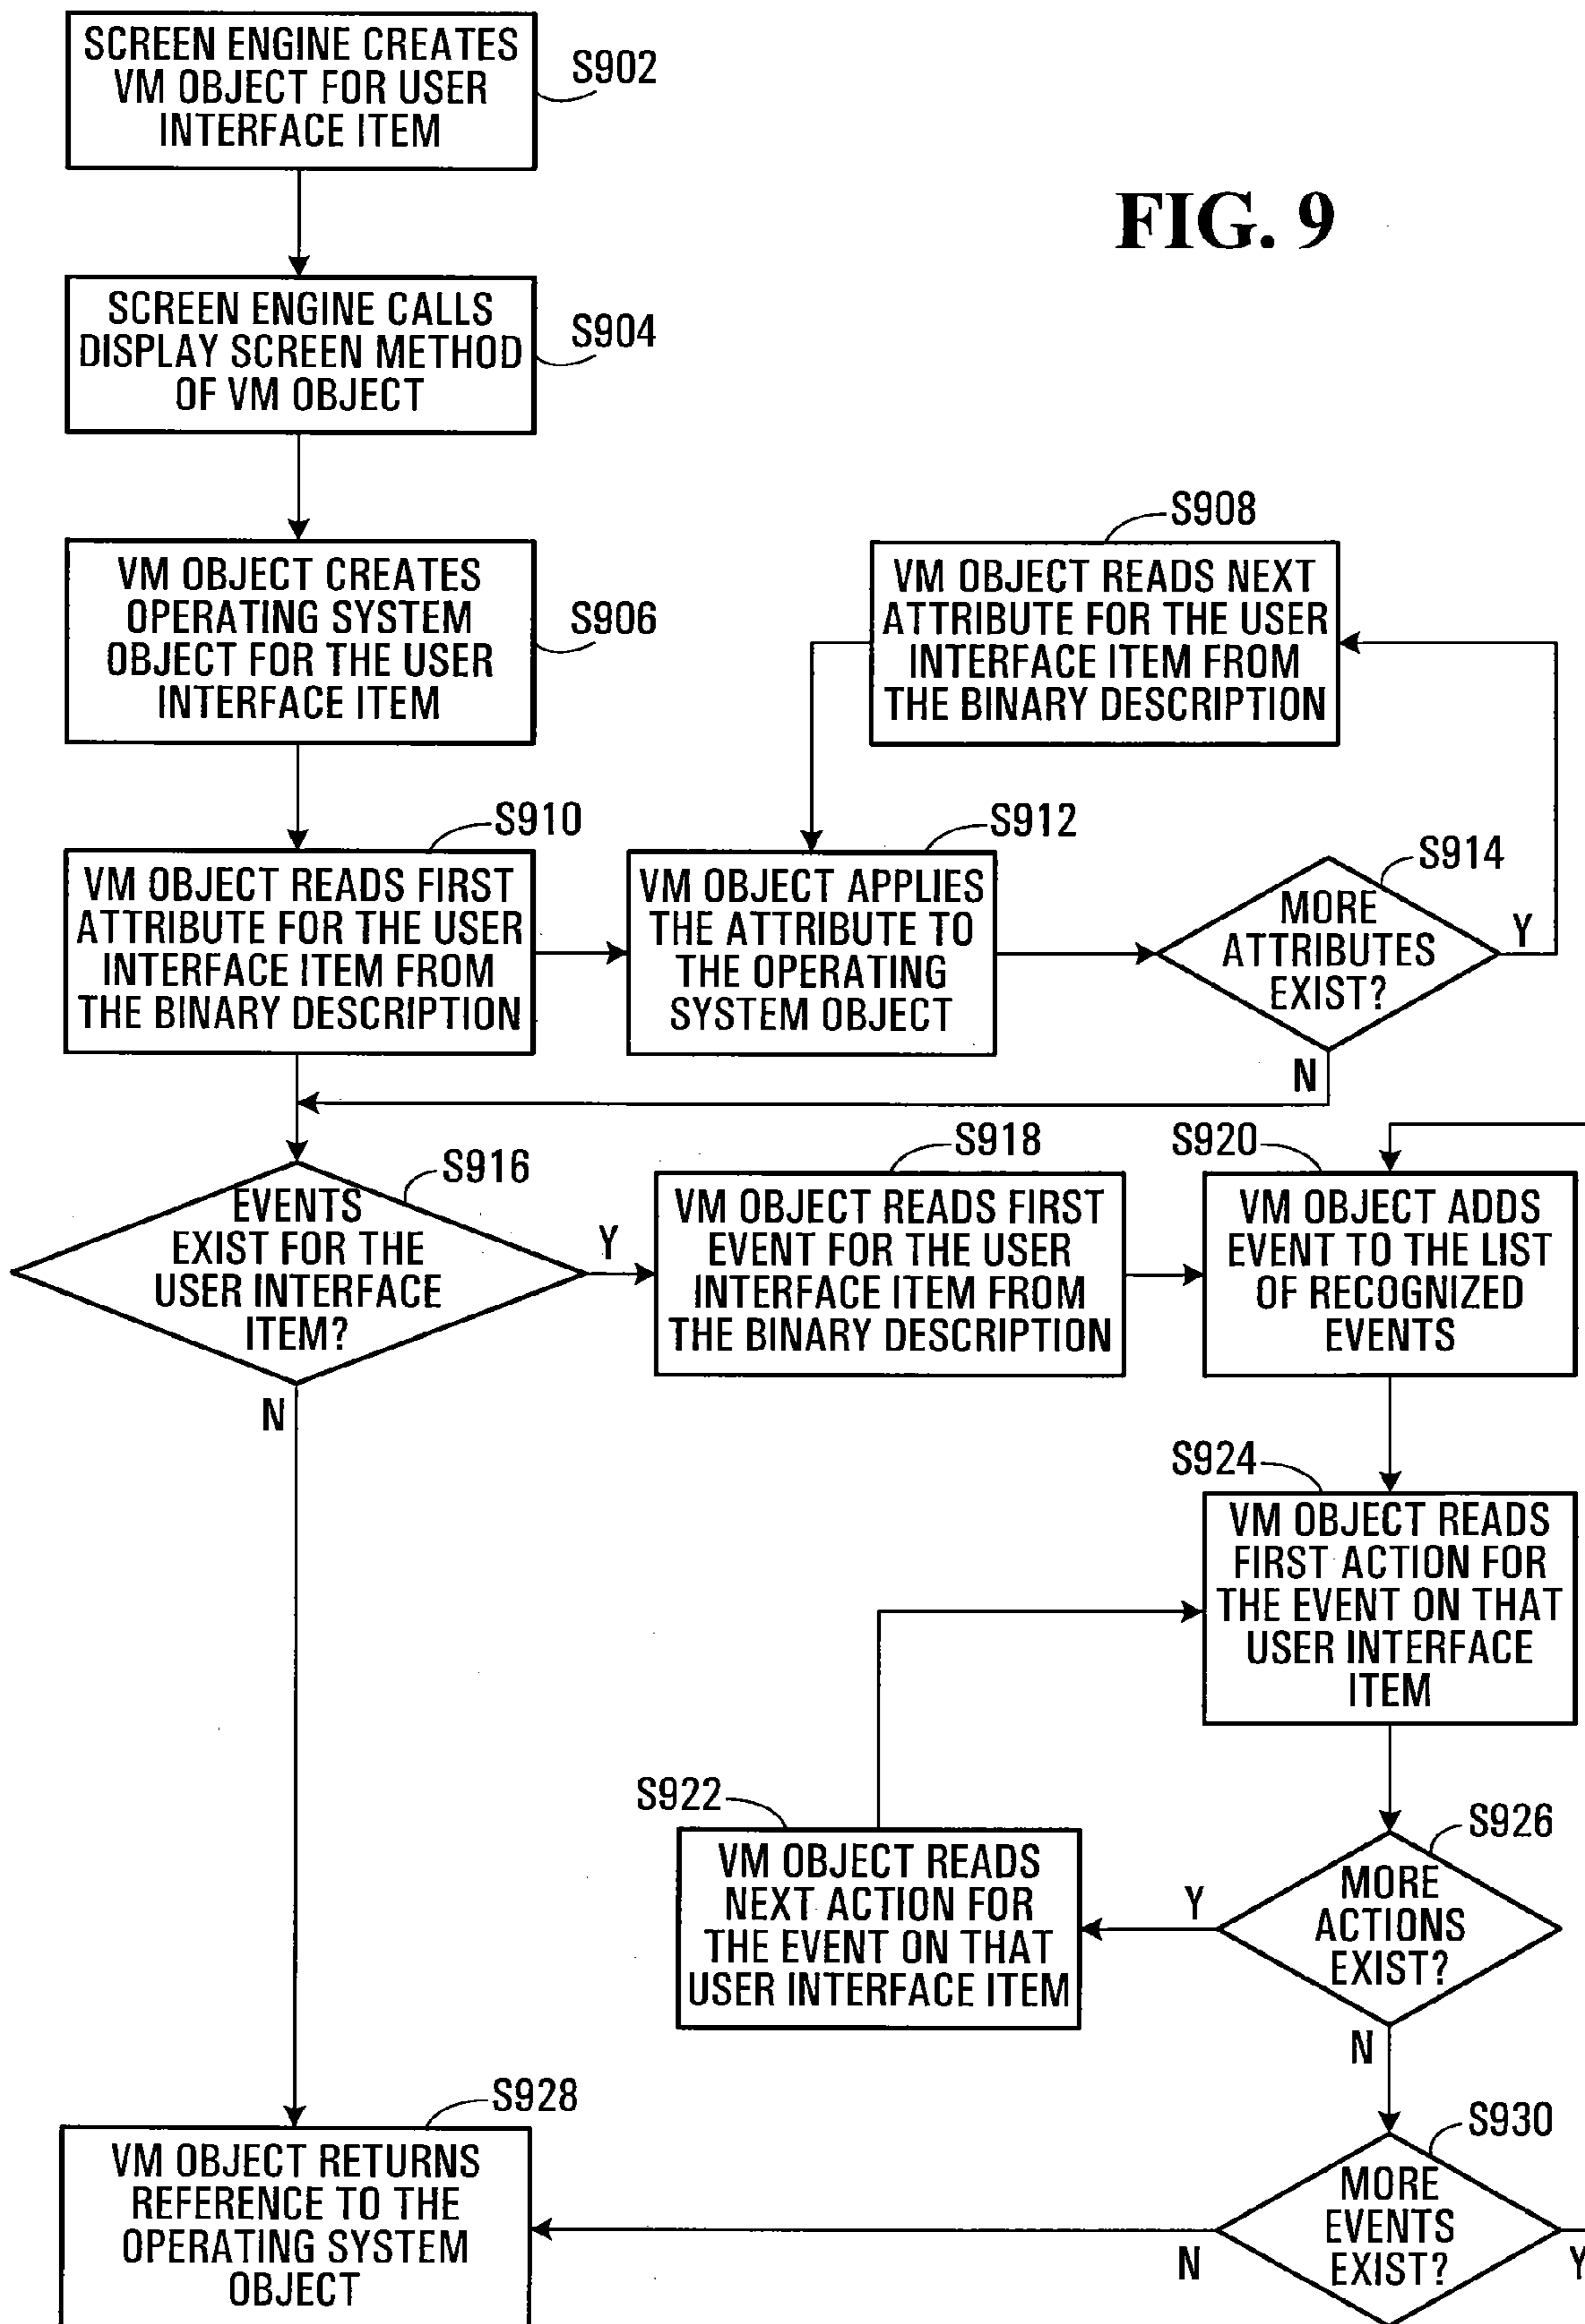 SCREEN ENGINE CREATES
VM OBJECT FOR USER
INTERFACE ITEM
S902
FIG. 9
SCREEN ENGINE CALLS
DISPLAY SCREEN METHOD
OF VM OBJECT
S904
VM OBJECT CREATES
OPERATING SYSTEM
OBJECT FOR THE USER
INTERFACE ITEM
S906
S908
VM OBJECT READS NEXT
ATTRIBUTE FOR THE USER
INTERFACE ITEM FROM
THE BINARY DESCRIPTION
S910
VM OBJECT READS FIRST
ATTRIBUTE FOR THE USER
INTERFACE ITEM FROM
THE BINARY DESCRIPTION
S912
VM OBJECT APPLIES
THE ATTRIBUTE TO
THE OPERATING
SYSTEM OBJECT
S914
MORE
ATTRIBUTES
EXIST?
Y
N
S916
EVENTS
EXIST FOR THE
USER INTERFACE
ITEM?
Y
N
S918
VM OBJECT READS FIRST
EVENT FOR THE USER
INTERFACE ITEM FROM
THE BINARY DESCRIPTION
S920
VM OBJECT ADDS
EVENT TO THE LIST
OF RECOGNIZED
EVENTS
S924
VM OBJECT READS
FIRST ACTION FOR
THE EVENT ON THAT
USER INTERFACE
ITEM
S922
VM OBJECT READS
NEXT ACTION FOR
THE EVENT ON THAT
USER INTERFACE ITEM
S926
MORE
ACTIONS
EXIST?
Y
N
S928
VM OBJECT RETURNS
REFERENCE TO THE
OPERATING SYSTEM
OBJECT
S930
MORE
EVENTS
EXIST?
N
Y